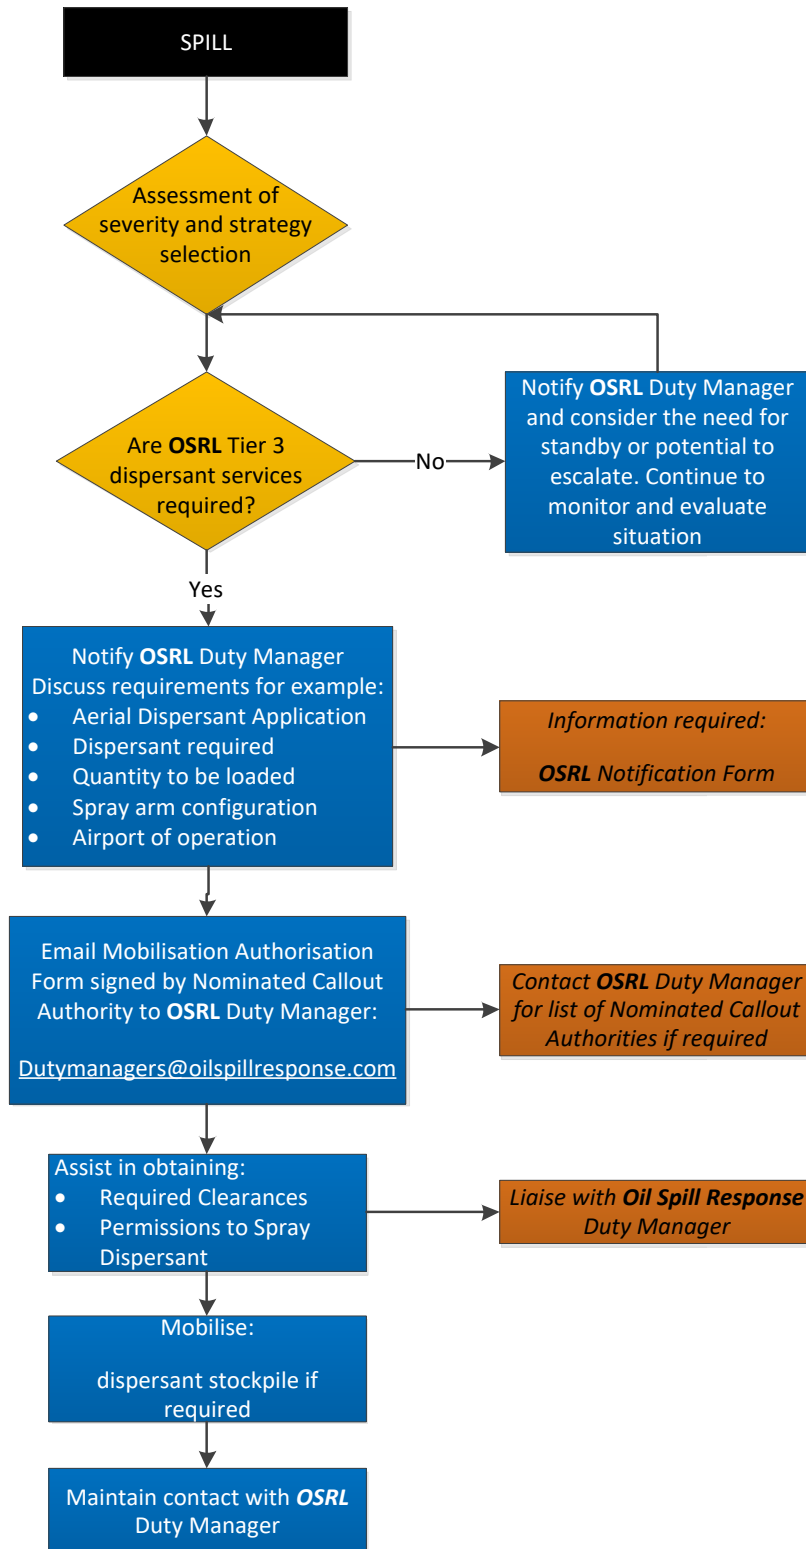 SPILL
Assessment of
severity and strategy
selection
Are OSRL Tier 3
dispersant services
required?
No
Notify OSRL Duty Manager
and consider the need for
standby or potential to
escalate. Continue to
monitor and evaluate
situation
Yes
Notify OSRL Duty Manager
Discuss requirements for example:
• Aerial Dispersant Application
• Dispersant required
• Quantity to be loaded
• Spray arm configuration
• Airport of operation
Information required:
OSRL Notification Form
Email Mobilisation Authorisation
Form signed by Nominated Callout
Authority to OSRL Duty Manager:
Dutymanagers@oilspillresponse.com
Contact OSRL Duty Manager
for list of Nominated Callout
Authorities if required
Assist in obtaining:
• Required Clearances
• Permissions to Spray
Dispersant
Liaise with Oil Spill Response
Duty Manager
Mobilise:
dispersant stockpile if
required
Maintain contact with OSRL
Duty Manager